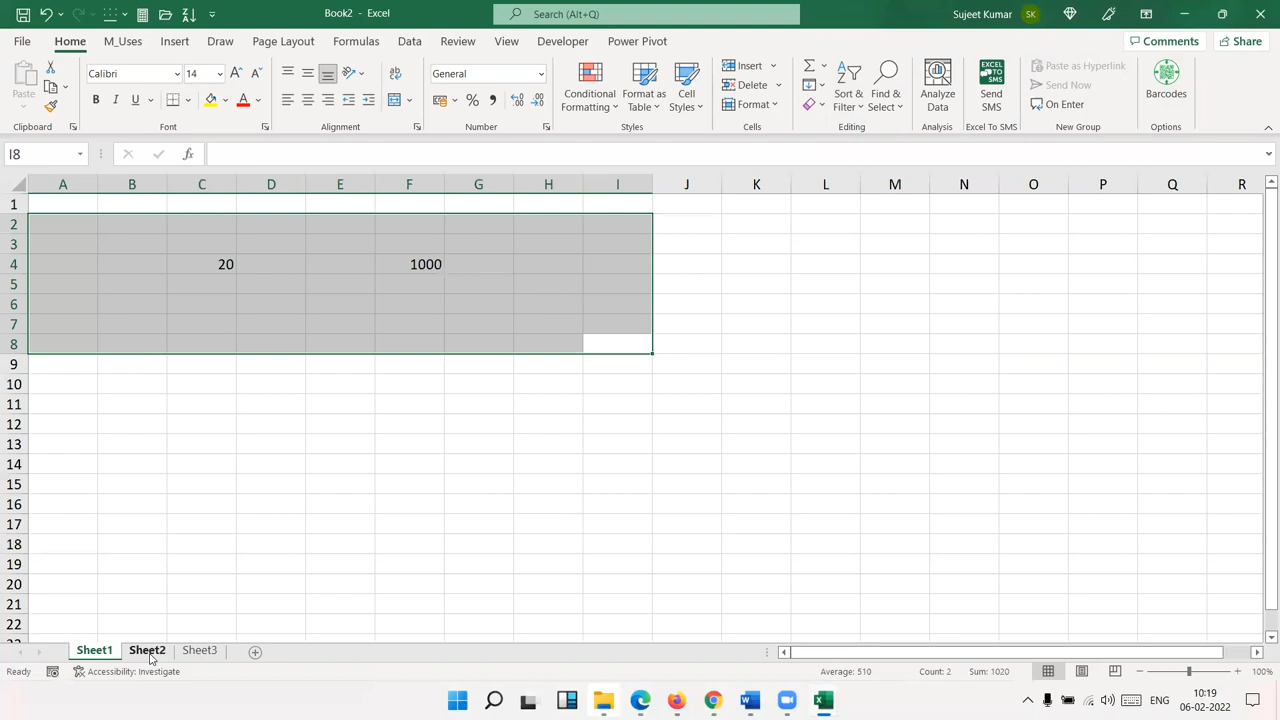 Book2 - Excel
Search (Alt+Q)
Sujeet Kumar SK
File Home M_Uses Insert Draw Page Layout Formulas Data Review View Developer Power Pivot Comments Share
Paste
Calibri 14
B I U
General
% ,
Conditional Formatting
Format as Table
Cell Styles
Insert
Delete
Format
Sort & Filter
Find & Select
Analyze Data
Send SMS
Paste as Hyperlink
Send Now
On Enter
Barcodes
Clipboard Font Alignment Number Styles Cells Editing Analysis Excel To SMS New Group Options
I8 fx
A B C D E F G H I J K L M N O P Q R
1
2
3
4 20 1000
5
6
7
8
9
10
11
12
13
14
15
16
17
18
19
20
21
22
Sheet1 Sheet2 Sheet3
Ready Accessibility: Investigate Average: 510 Count: 2 Sum: 1020 100%
ENG
10:19
06-02-2022